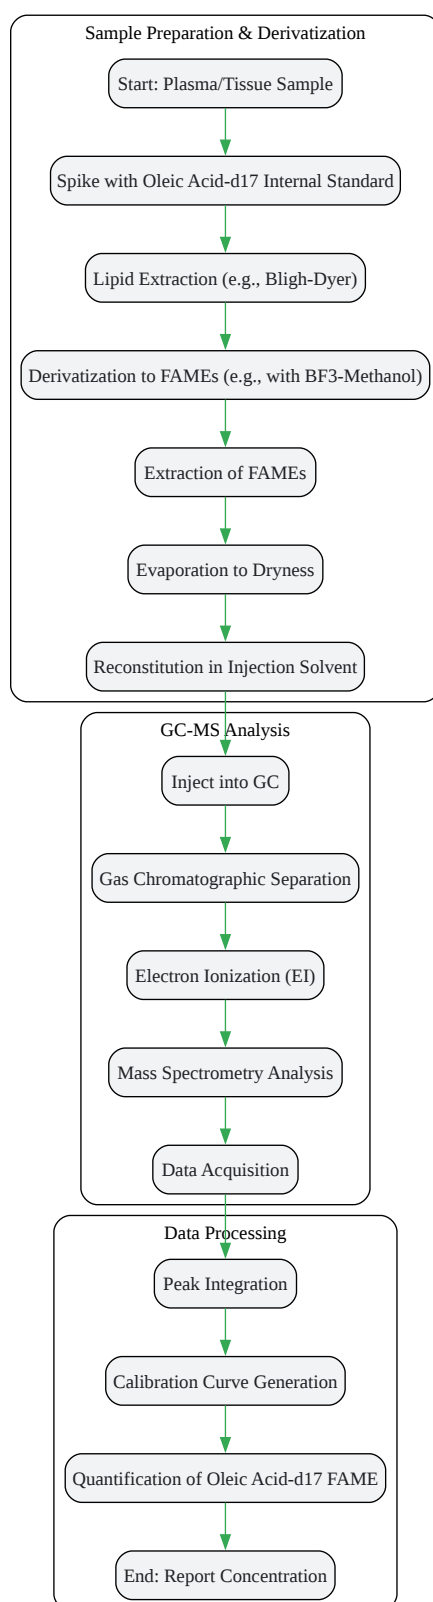 Sample Preparation & Derivatization
Start: Plasma/Tissue Sample
Spike with Oleic Acid-d17 Internal Standard
Lipid Extraction (e.g., Bligh-Dyer)
Derivatization to FAMEs (e.g., with BF3-Methanol)
Extraction of FAMEs
Evaporation to Dryness
Reconstitution in Injection Solvent
GC-MS Analysis
Inject into GC
Gas Chromatographic Separation
Electron Ionization (EI)
Mass Spectrometry Analysis
Data Acquisition
Data Processing
Peak Integration
Calibration Curve Generation
Quantification of Oleic Acid-d17 FAME
End: Report Concentration